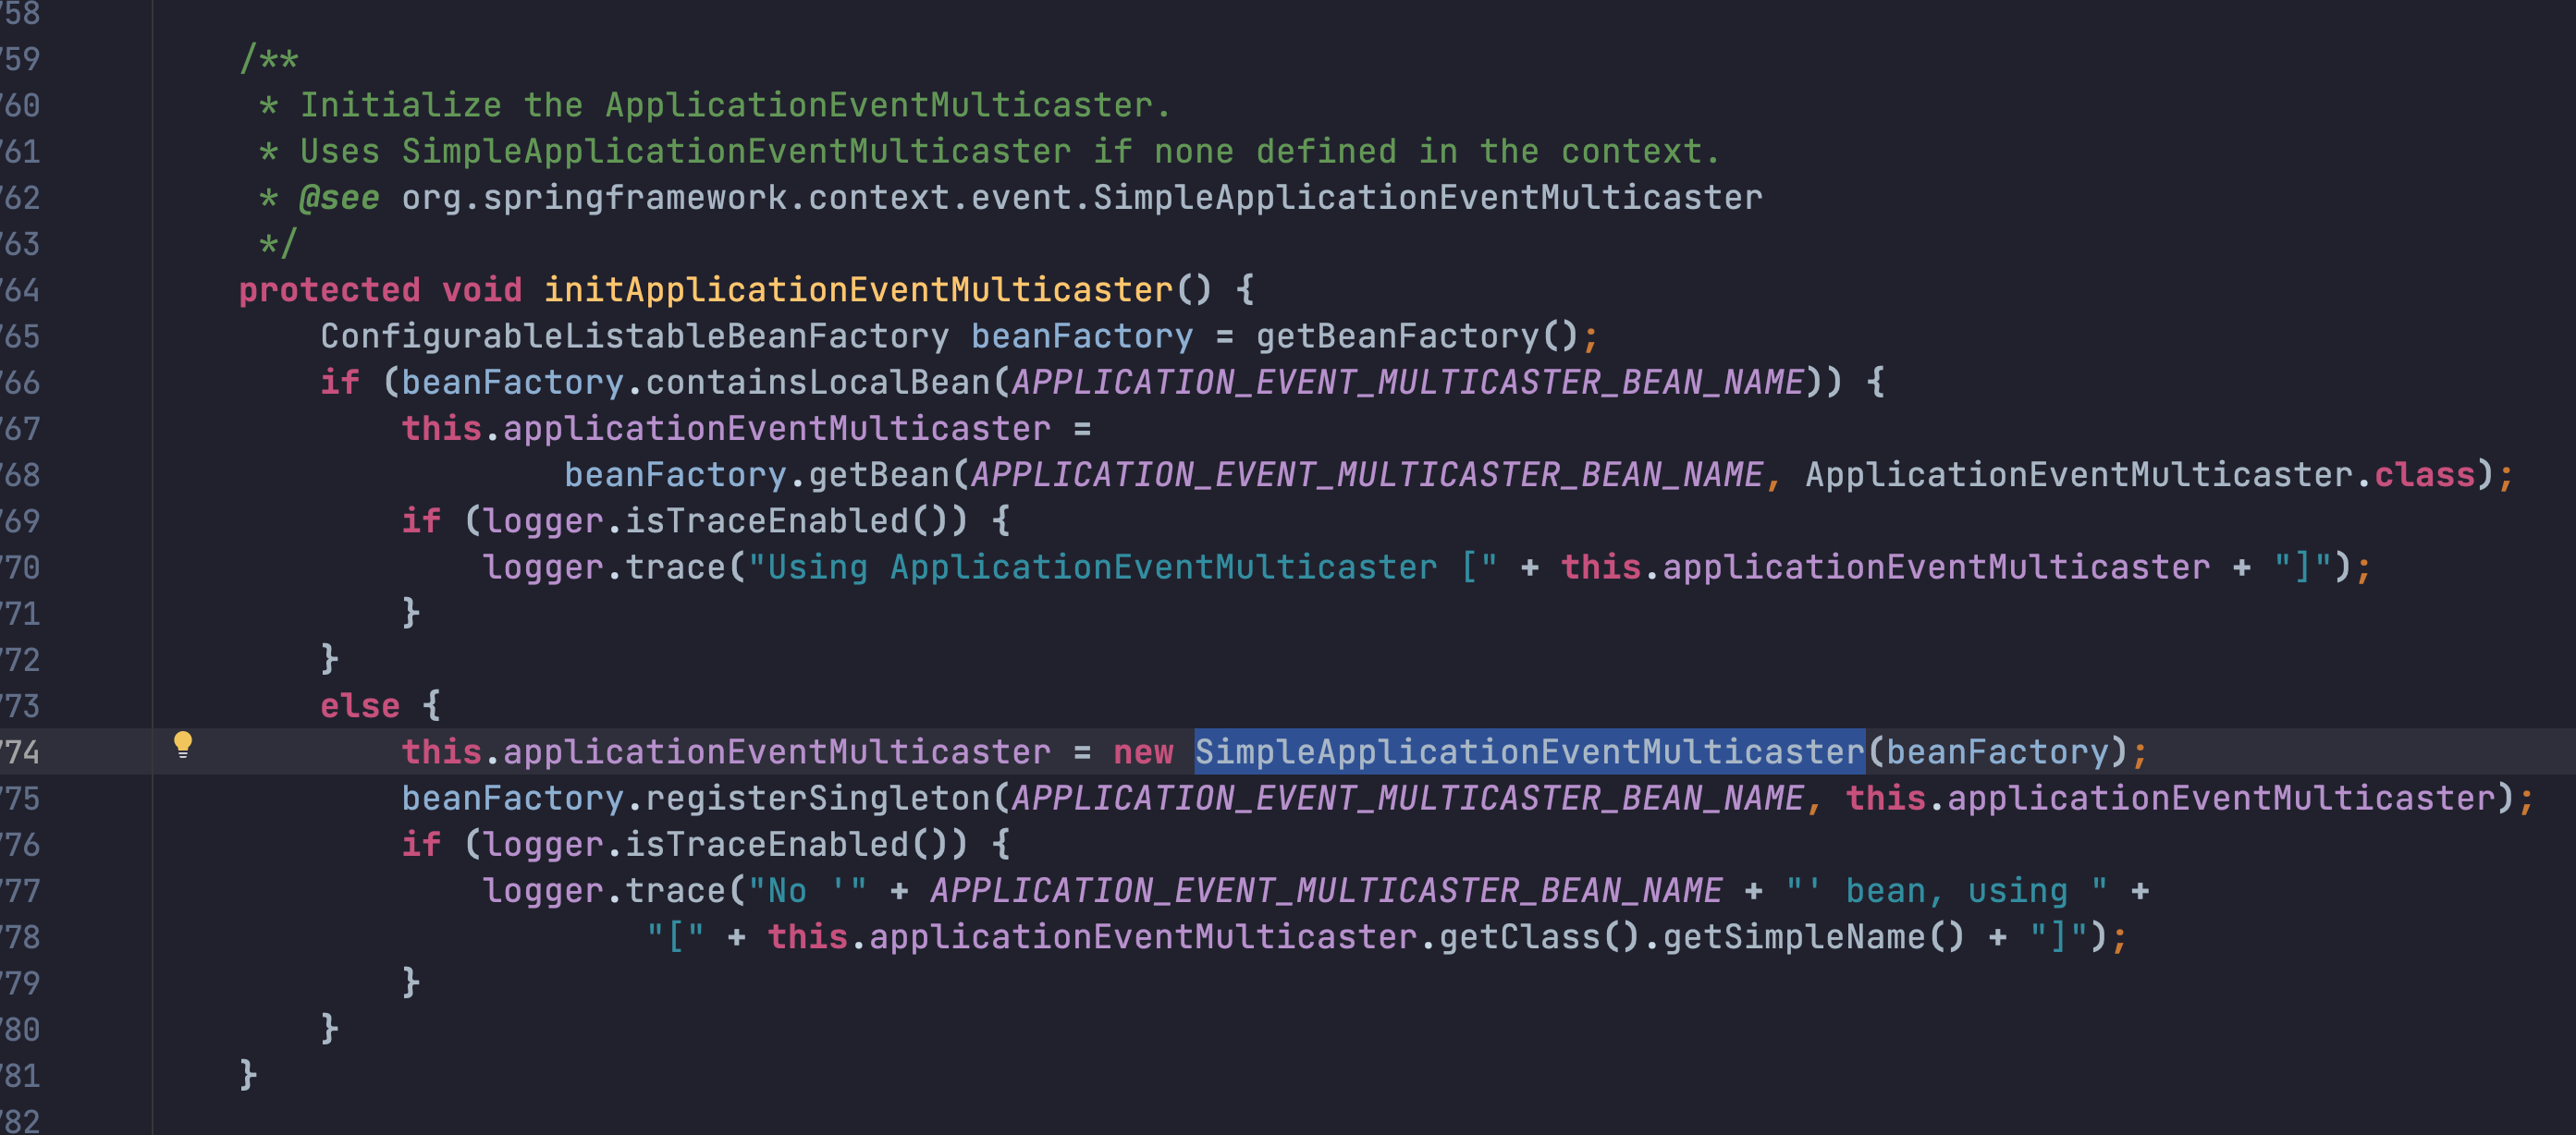 758
759 /**
760 * Initialize the ApplicationEventMulticaster.
761 * Uses SimpleApplicationEventMulticaster if none defined in the context.
762 * @see org.springframework.context.event.SimpleApplicationEventMulticaster
763 */
764 protected void initApplicationEventMulticaster() {
765 ConfigurableListableBeanFactory beanFactory = getBeanFactory();
766 if (beanFactory.containsLocalBean(APPLICATION_EVENT_MULTICASTER_BEAN_NAME)) {
767 this.applicationEventMulticaster =
768 beanFactory.getBean(APPLICATION_EVENT_MULTICASTER_BEAN_NAME, ApplicationEventMulticaster.class);
769 if (logger.isTraceEnabled()) {
770 logger.trace("Using ApplicationEventMulticaster [" + this.applicationEventMulticaster + "]");
771 }
772 }
773 else {
774 this.applicationEventMulticaster = new SimpleApplicationEventMulticaster(beanFactory);
775 beanFactory.registerSingleton(APPLICATION_EVENT_MULTICASTER_BEAN_NAME, this.applicationEventMulticaster);
776 if (logger.isTraceEnabled()) {
777 logger.trace("No '" + APPLICATION_EVENT_MULTICASTER_BEAN_NAME + "' bean, using " +
778 "[" + this.applicationEventMulticaster.getClass().getSimpleName() + "]");
779 }
780 }
781 }
782